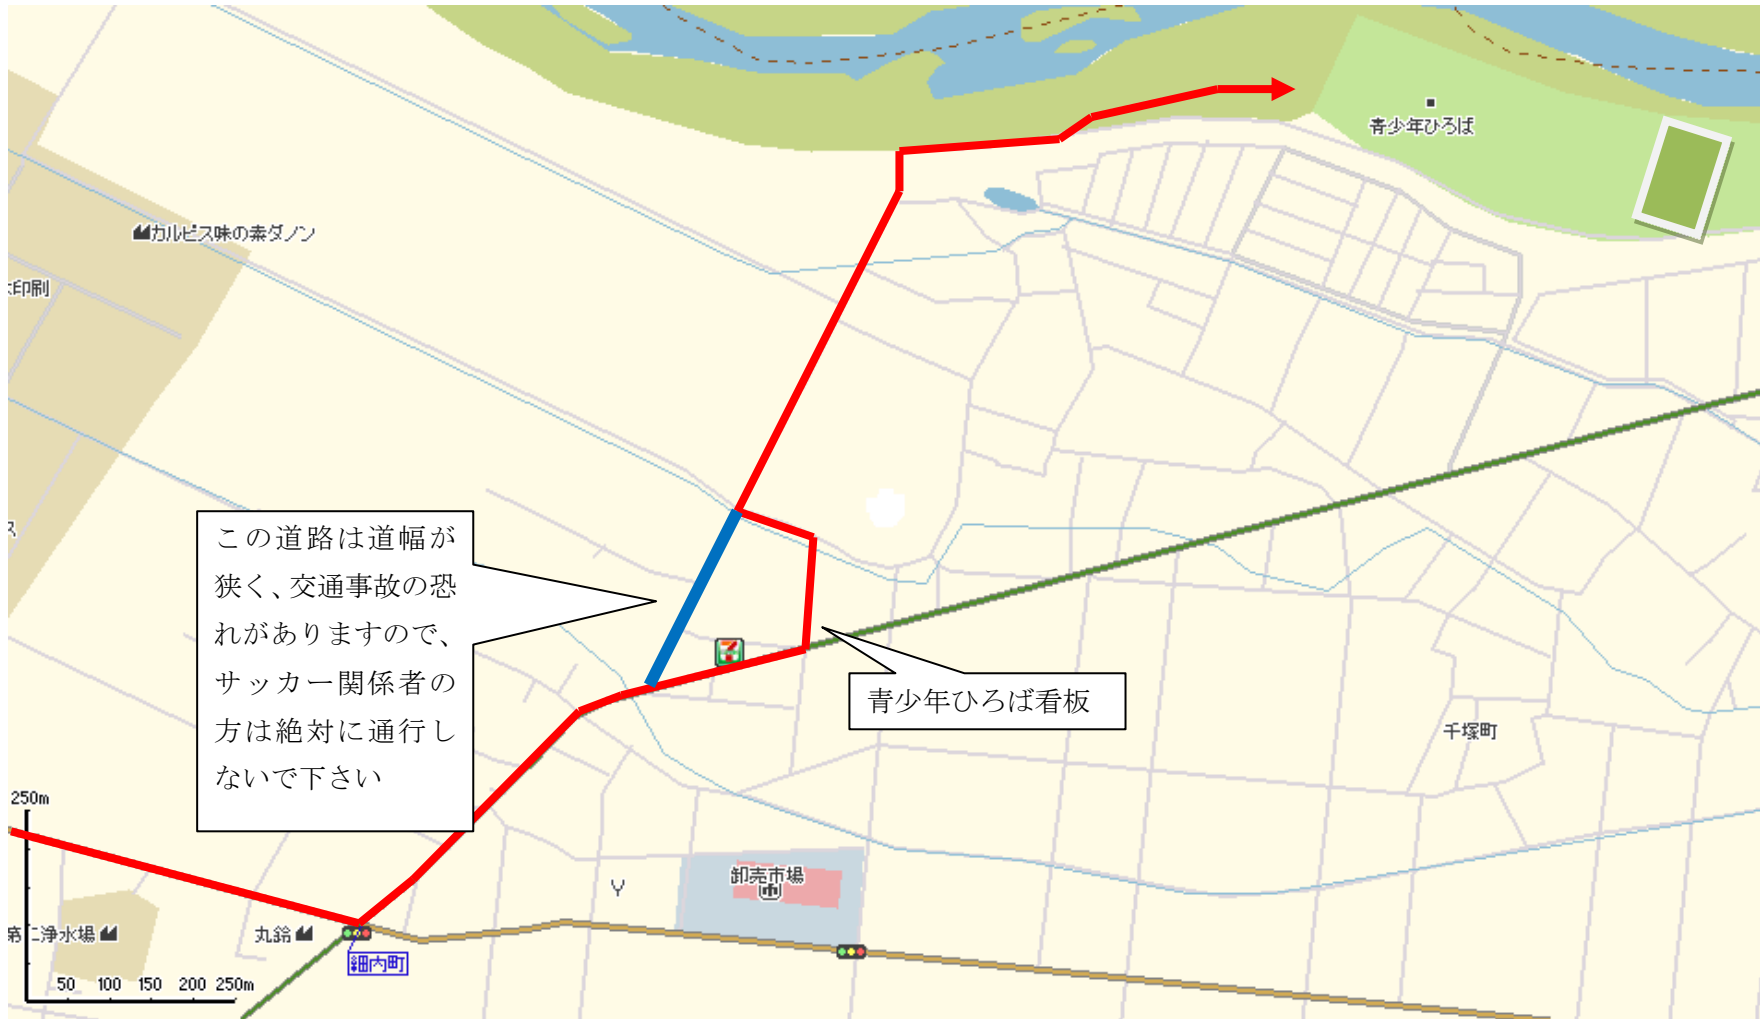 青少年ひろば
カルピス味の素ダノン
印刷
この道路は道幅が
狭く、交通事故の恐
れがありますので、
サッカー関係者の
方は絶対に通行し
ないで下さい
7
青少年ひろば看板
千塚町
250m
卸売市場
第二浄水場
丸鈴
細内町
50 100 150 200 250m